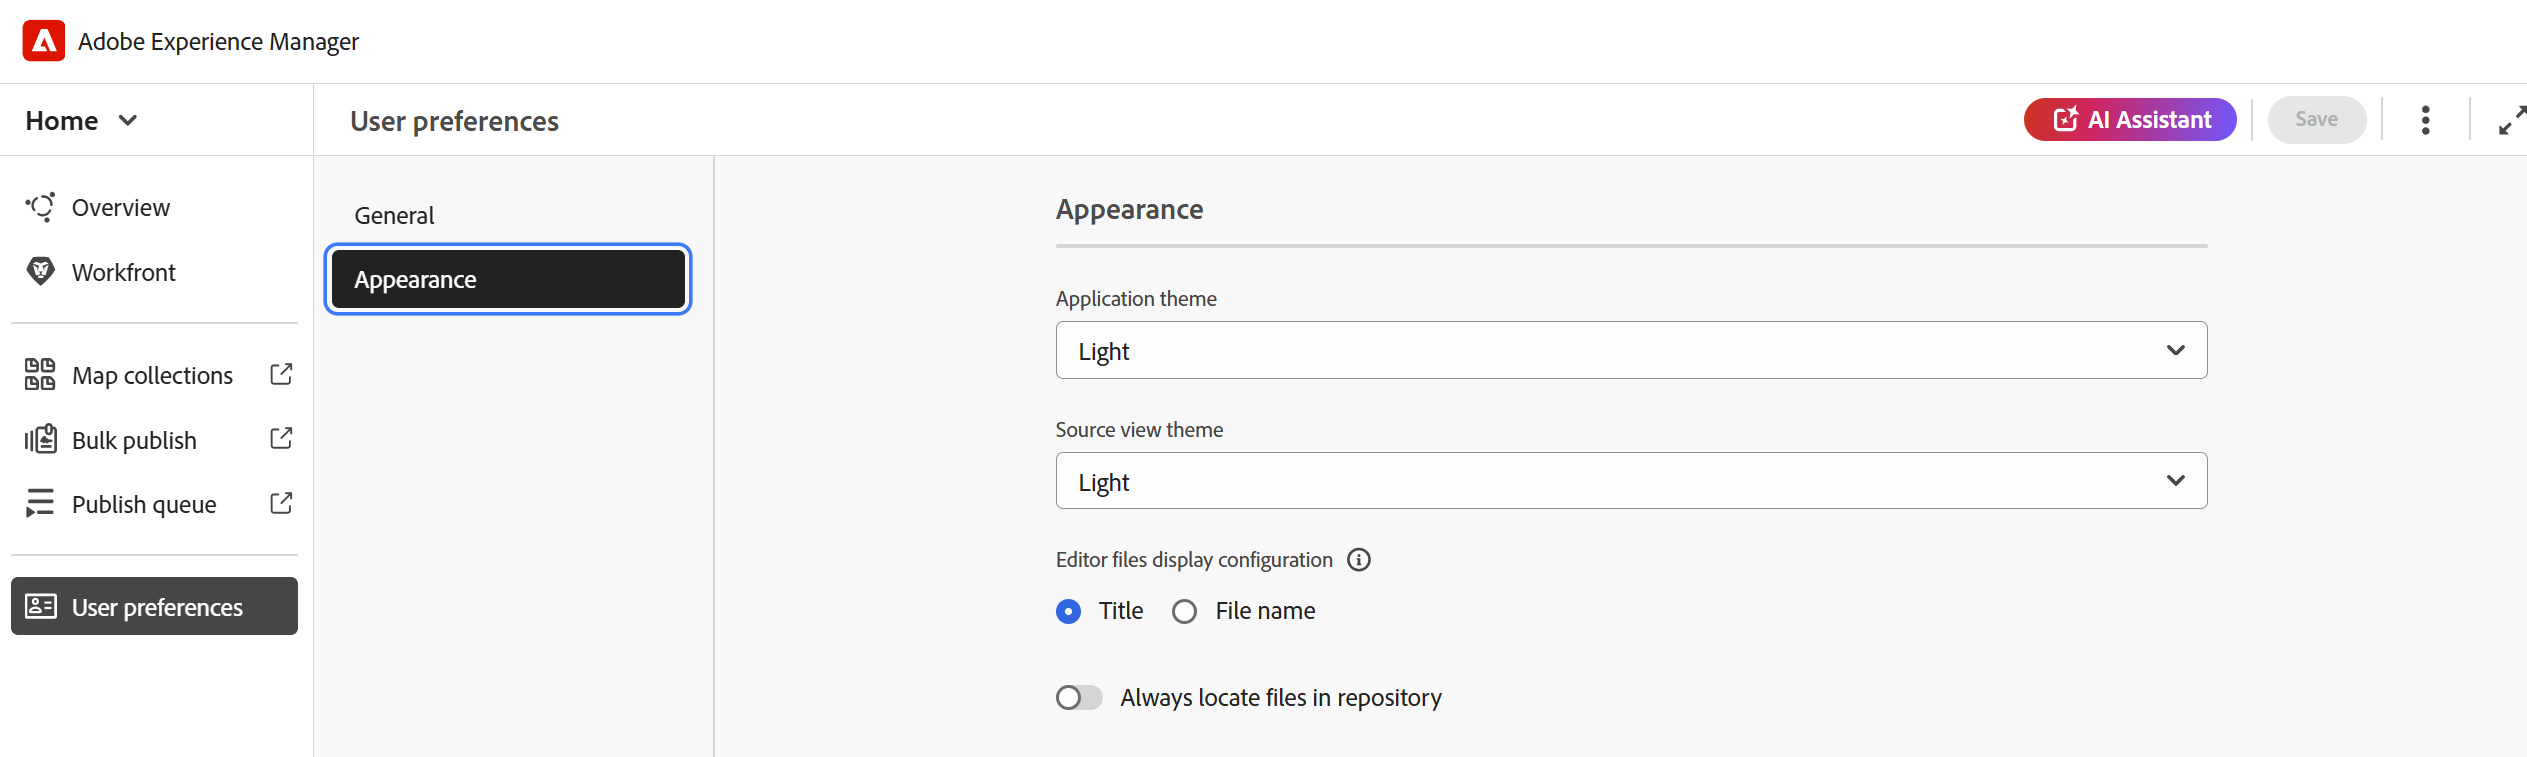 Adobe Experience Manager
Home
User preferences
AI Assistant
Save
Overview
Workfront
Map collections
Bulk publish
Publish queue
User preferences
General
Appearance
Appearance
Application theme
Light
Source view theme
Light
Editor files display configuration
Title
File name
Always locate files in repository